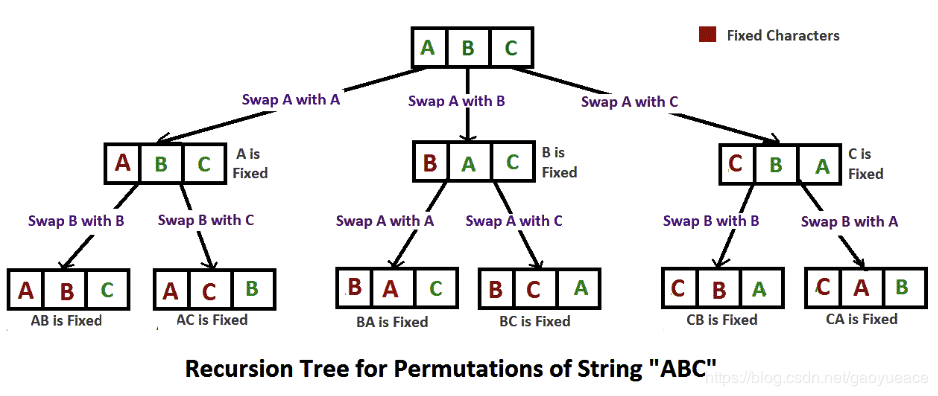 A B C
Fixed Characters
Swap A with A
Swap A with B
Swap A with C
A B C
A is
Fixed
B A C
B is
Fixed
C B A
C is
Fixed
Swap B with B
Swap B with C
Swap A with A
Swap A with C
Swap B with B
Swap B with A
A B C
A C B
B A C
B C A
C B A
C A B
AB is Fixed
AC is Fixed
BA is Fixed
BC is Fixed
CB is Fixed
CA is Fixed
Recursion Tree for Permutations of String "ABC"
https://blog.csdn.net/gaoyueace